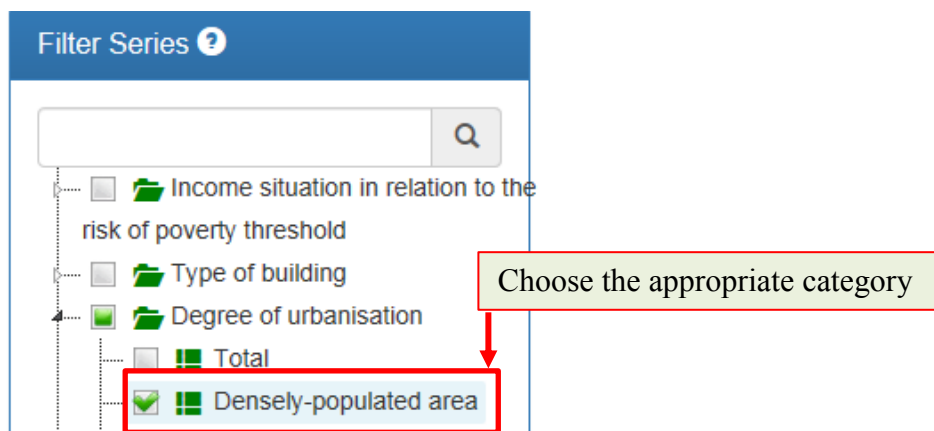 Filter Series ?
Income situation in relation to the
risk of poverty threshold
Type of building
Choose the appropriate category
Degree of urbanisation
Total
Densely-populated area